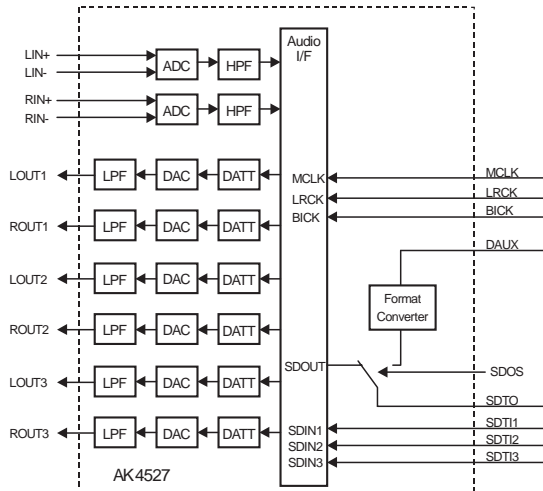 Audio
I/F
LIN+
LIN-
ADC
HPF
RIN+
RIN-
ADC
HPF
LOUT1
LPF
DAC
DATT
MCLK
MCLK
LRCK
LRCK
ROUT1
LPF
DAC
DATT
BICK
BICK
DAUX
LOUT2
LPF
DAC
DATT
Format
Converter
ROUT2
LPF
DAC
DATT
SDOUT
SDOS
LOUT3
LPF
DAC
DATT
SDTO
ROUT3
LPF
DAC
DATT
SDIN1
SDTI1
SDIN2
SDTI2
SDIN3
SDTI3
AK4527